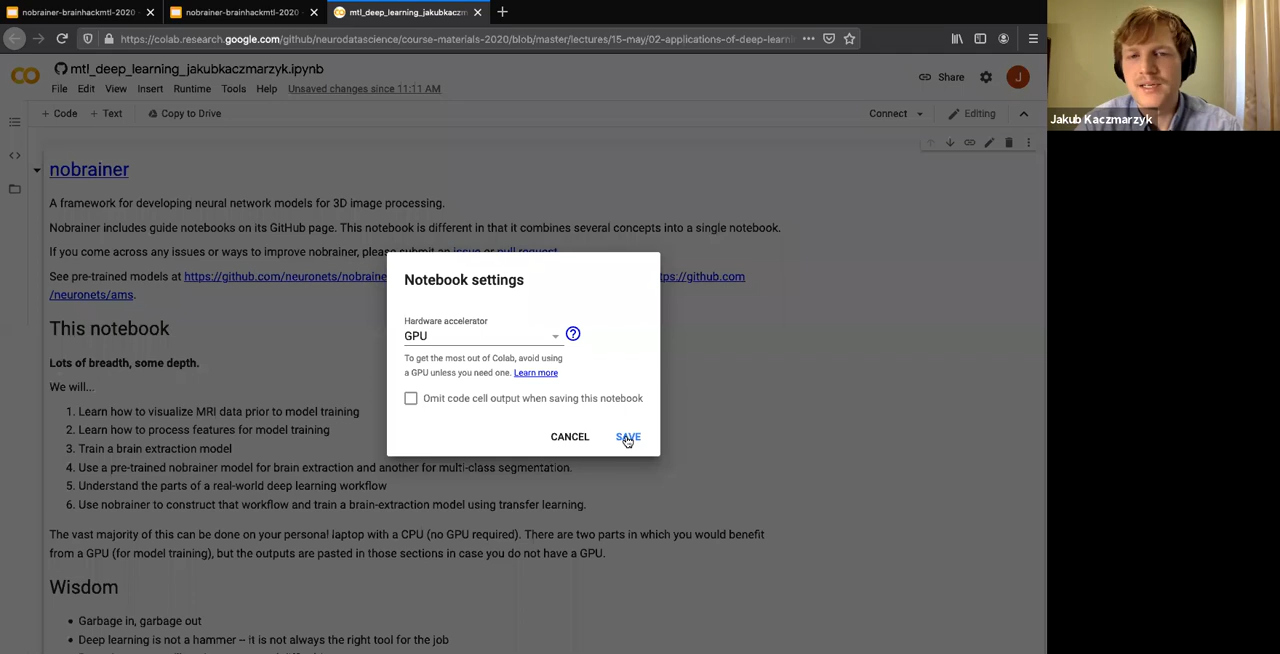 nobrainer-brainhackmtl-2020
nobrainer-brainhackmtl-2020
mtl_deep_learning_jakubkaczm
https://colab.research.google.com/github/neurodatascience/course-materials-2020/blob/master/lectures/15-may/02-applications-of-deep-learni
mtl_deep_learning_jakubkaczmarzyk.ipynb
Share
J
File Edit View Insert Runtime Tools Help Unsaved changes since 11:11 AM
+ Code + Text Copy to Drive
Connect Editing
Jakub Kaczmarzyk
nobrainer
A framework for developing neural network models for 3D image processing.
Nobrainer includes guide notebooks on its GitHub page. This notebook is different in that it combines several concepts into a single notebook.
If you come across any issues or ways to improve nobrainer, please submit an issue or pull request.
See pre-trained models at https://github.com/neuronets/nobraine ttps://github.com
/neuronets/ams.
This notebook
Lots of breadth, some depth.
We will...
1. Learn how to visualize MRI data prior to model training
2. Learn how to process features for model training
3. Train a brain extraction model
4. Use a pre-trained nobrainer model for brain extraction and another for multi-class segmentation.
5. Understand the parts of a real-world deep learning workflow
6. Use nobrainer to construct that workflow and train a brain-extraction model using transfer learning.
The vast majority of this can be done on your personal laptop with a CPU (no GPU required). There are two parts in which you would benefit
from a GPU (for model training), but the outputs are pasted in those sections in case you do not have a GPU.
Wisdom
• Garbage in, garbage out
• Deep learning is not a hammer – it is not always the right tool for the job
Notebook settings
Hardware accelerator
GPU
?
To get the most out of Colab, avoid using
a GPU unless you need one. Learn more
Omit code cell output when saving this notebook
CANCEL SAVE